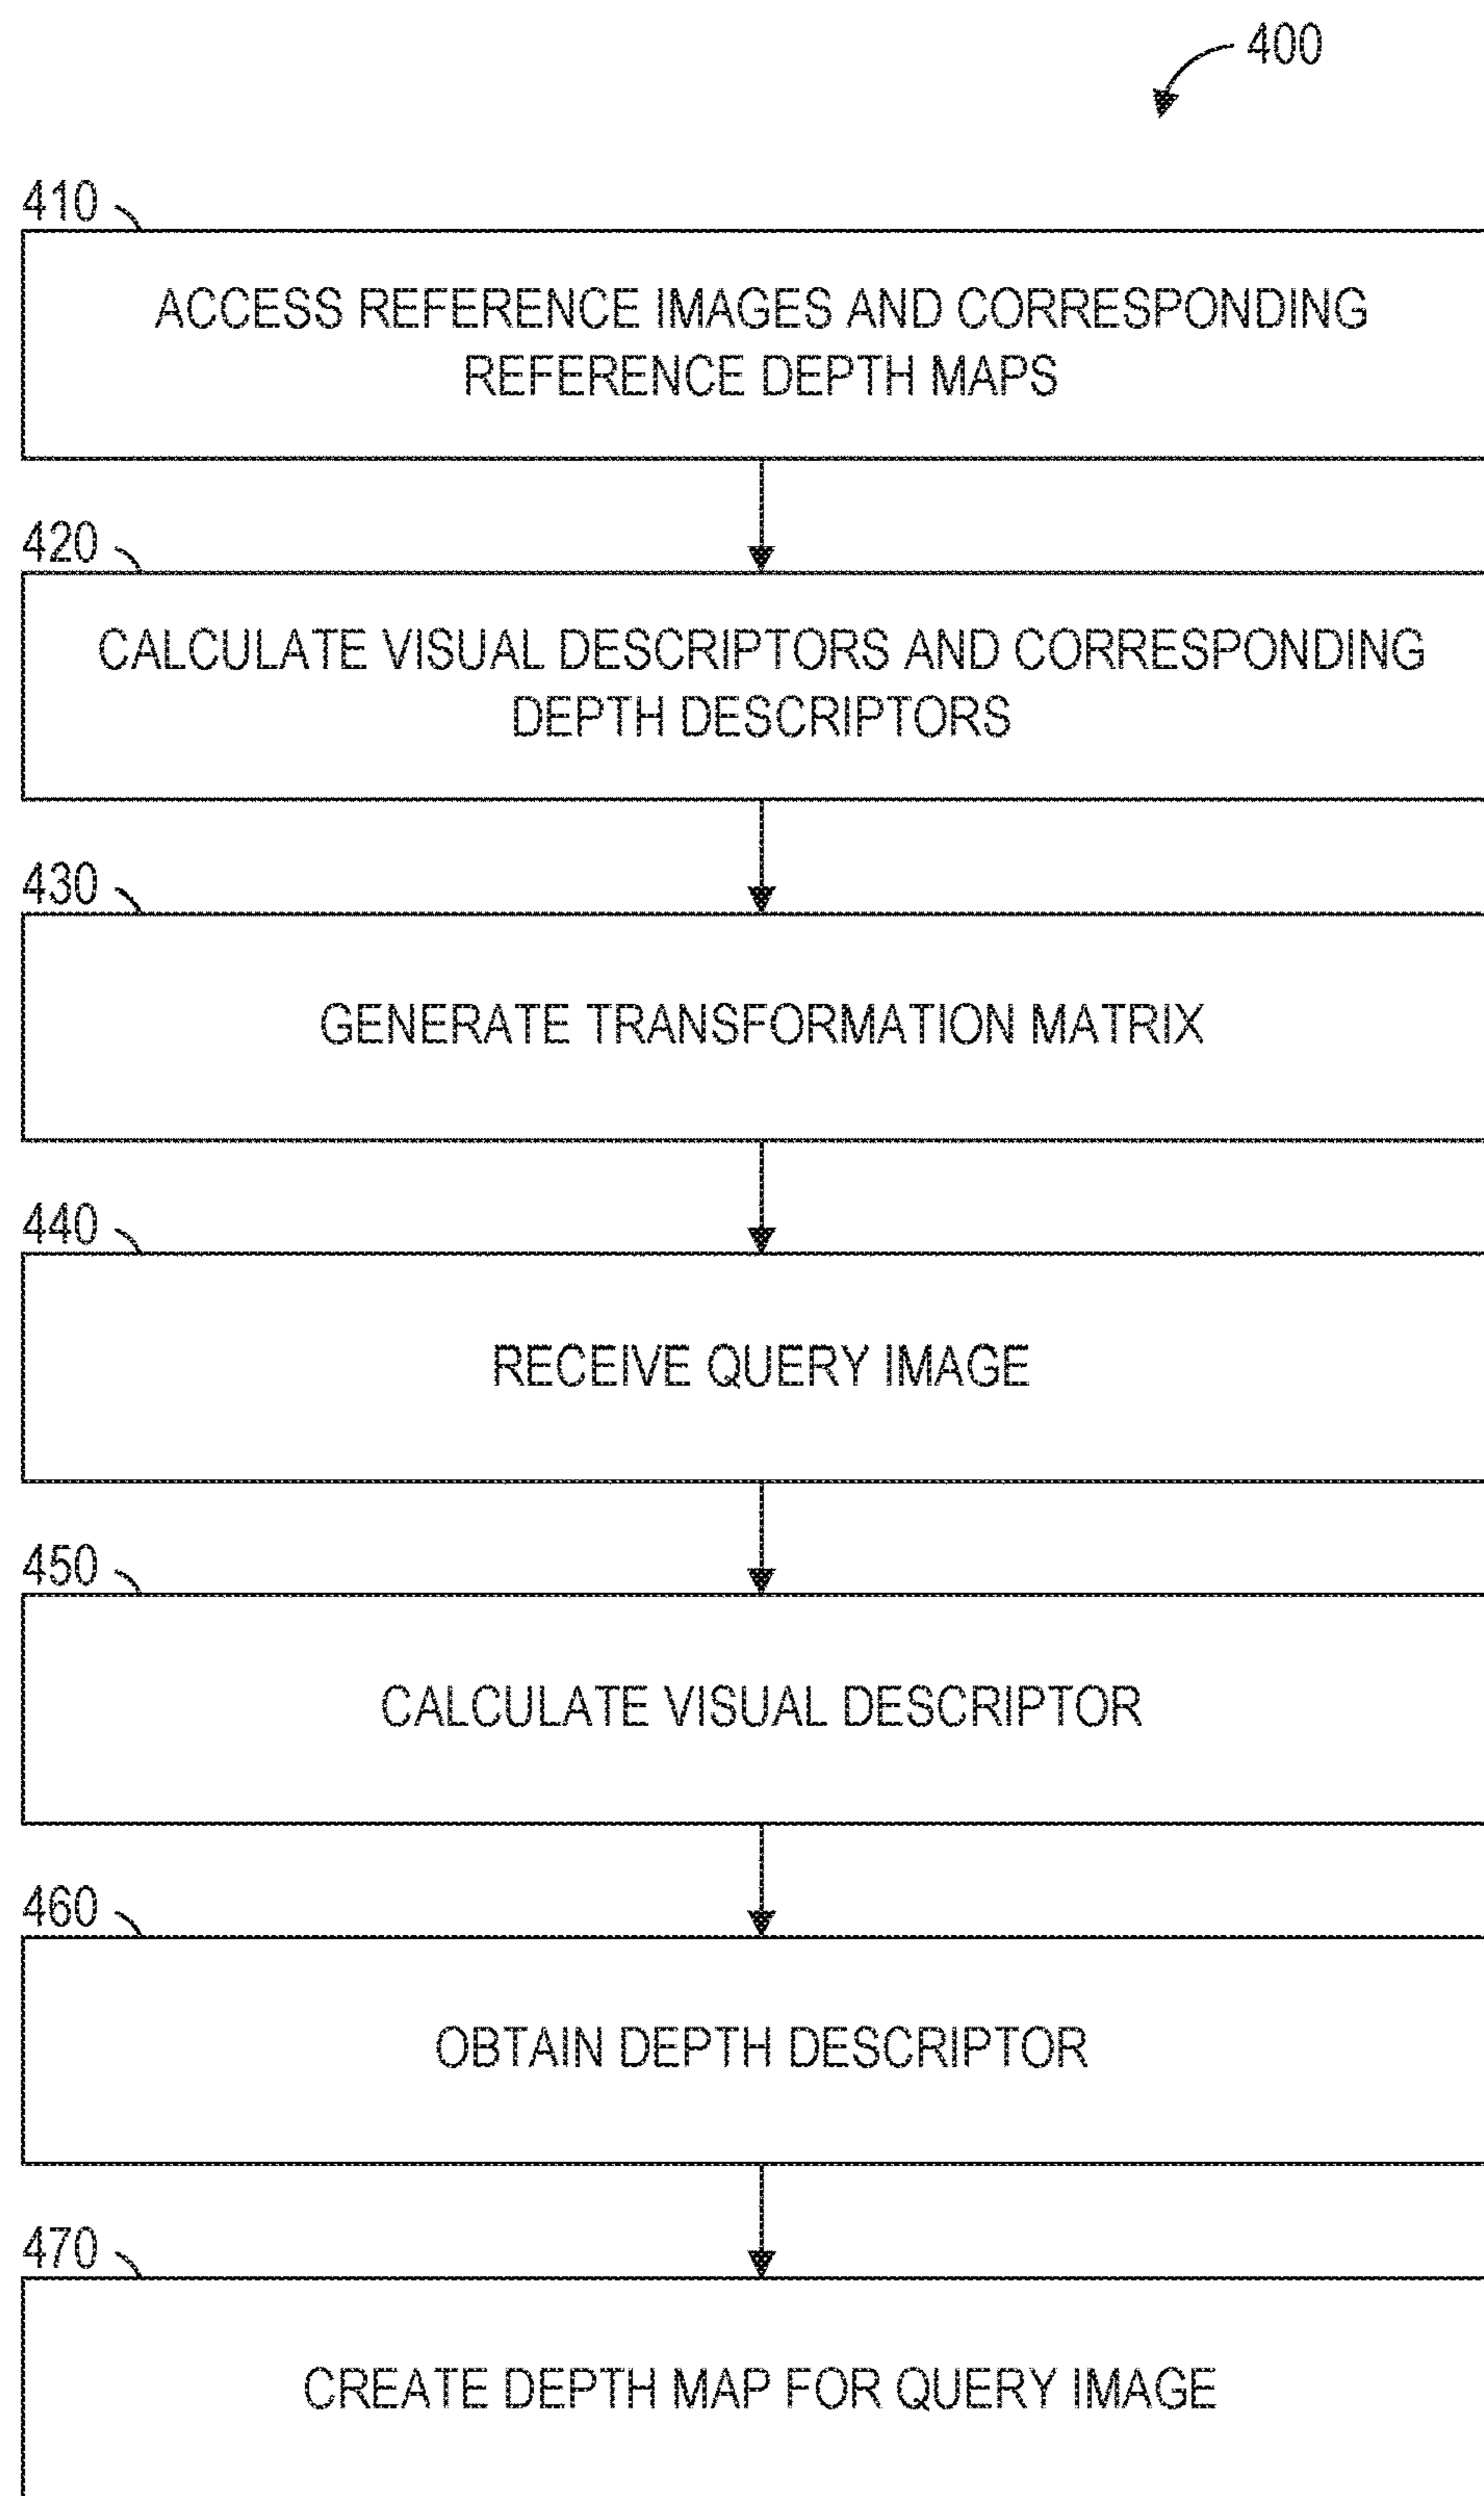 400
410
ACCESS REFERENCE IMAGES AND CORRESPONDING
REFERENCE DEPTH MAPS
420
CALCULATE VISUAL DESCRIPTORS AND CORRESPONDING
DEPTH DESCRIPTORS
430
GENERATE TRANSFORMATION MATRIX
440
RECEIVE QUERY IMAGE
450
CALCULATE VISUAL DESCRIPTOR
460
OBTAIN DEPTH DESCRIPTOR
470
CREATE DEPTH MAP FOR QUERY IMAGE